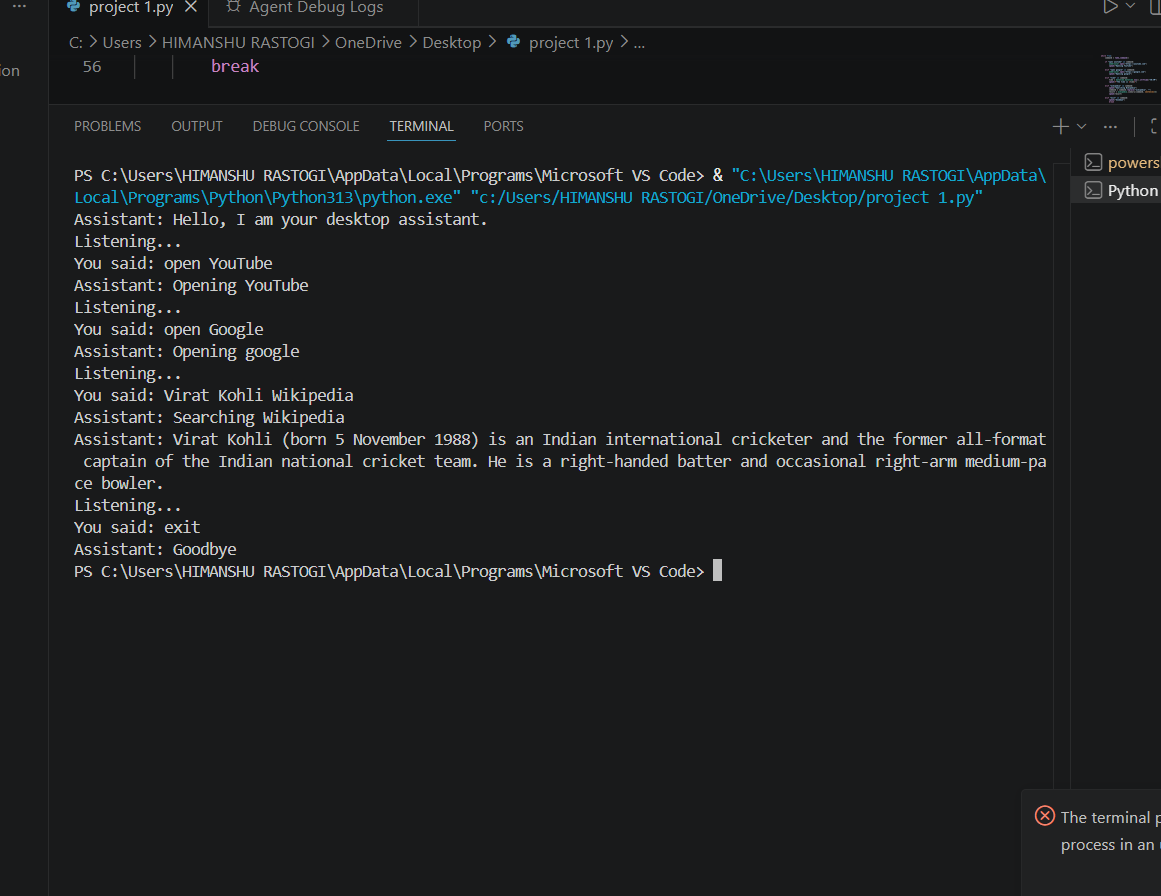 project 1.py
Agent Debug Logs
C: > Users > HIMANSHU RASTOGI > OneDrive > Desktop > project 1.py > ...
ion
56 break
PROBLEMS OUTPUT DEBUG CONSOLE TERMINAL PORTS
powers
Python
PS C:\Users\HIMANSHU RASTOGI\AppData\Local\Programs\Microsoft VS Code> & "C:\Users\HIMANSHU RASTOGI\AppData\
Local\Programs\Python\Python313\python.exe" "c:/Users/HIMANSHU RASTOGI/OneDrive/Desktop/project 1.py"
Assistant: Hello, I am your desktop assistant.
Listening...
You said: open YouTube
Assistant: Opening YouTube
Listening...
You said: open Google
Assistant: Opening google
Listening...
You said: Virat Kohli Wikipedia
Assistant: Searching Wikipedia
Assistant: Virat Kohli (born 5 November 1988) is an Indian international cricketer and the former all-format
captain of the Indian national cricket team. He is a right-handed batter and occasional right-arm medium-pa
ce bowler.
Listening...
You said: exit
Assistant: Goodbye
PS C:\Users\HIMANSHU RASTOGI\AppData\Local\Programs\Microsoft VS Code>
The terminal p
process in an